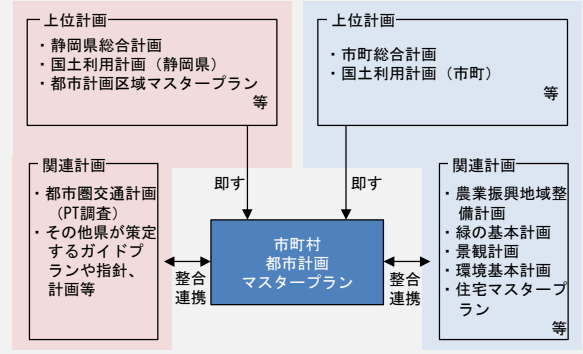 上位計画
・静岡県総合計画
・国土利用計画（静岡県）
・都市計画区域マスタープラン
等
上位計画
・市町総合計画
・国土利用計画（市町）
等
関連計画
・都市圏交通計画
（PT調査）
・その他県が策定
するガイドプ
ランや指針、
計画等
即す
即す
市町村
都市計画
マスタープラン
整合
連携
整合
連携
関連計画
・農業振興地域整
備計画
・緑の基本計画
・景観計画
・環境基本計画
・住宅マスタープ
ラン
等